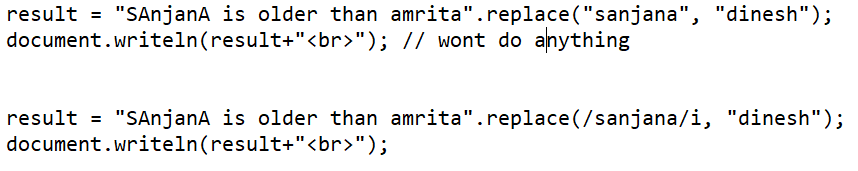 result = "SAnjanA is older than amrita".replace("sanjana", "dinesh");
document.writeln(result+"<br>"); // wont do anything
result = "SAnjanA is older than amrita".replace(/sanjana/i, "dinesh");
document.writeln(result+"<br>");